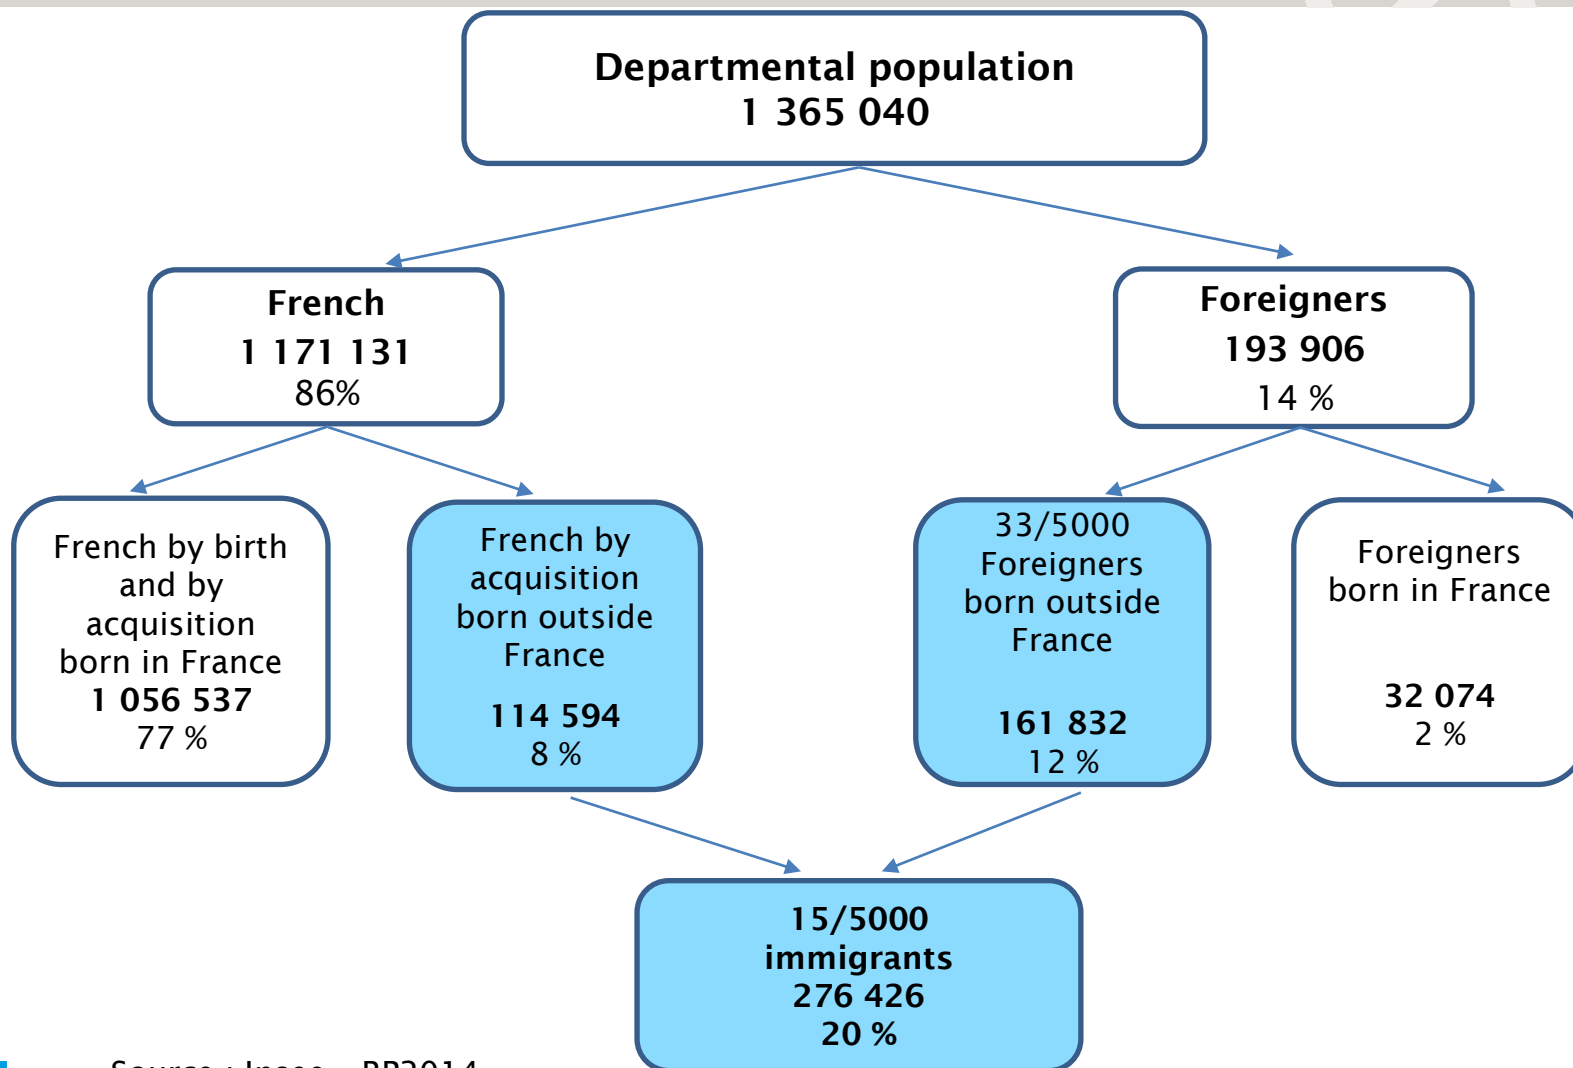 Departmental population
1 365 040
French
1 171 131
86%
Foreigners
193 906
14 %
French by birth
and by
acquisition
born in France
1 056 537
77 %
French by
acquisition
born outside
France
114 594
8 %
33/5000
Foreigners
born outside
France
161 832
12 %
Foreigners
born in France
32 074
2 %
15/5000
immigrants
276 426
20 %
Source : Insee – RP2014